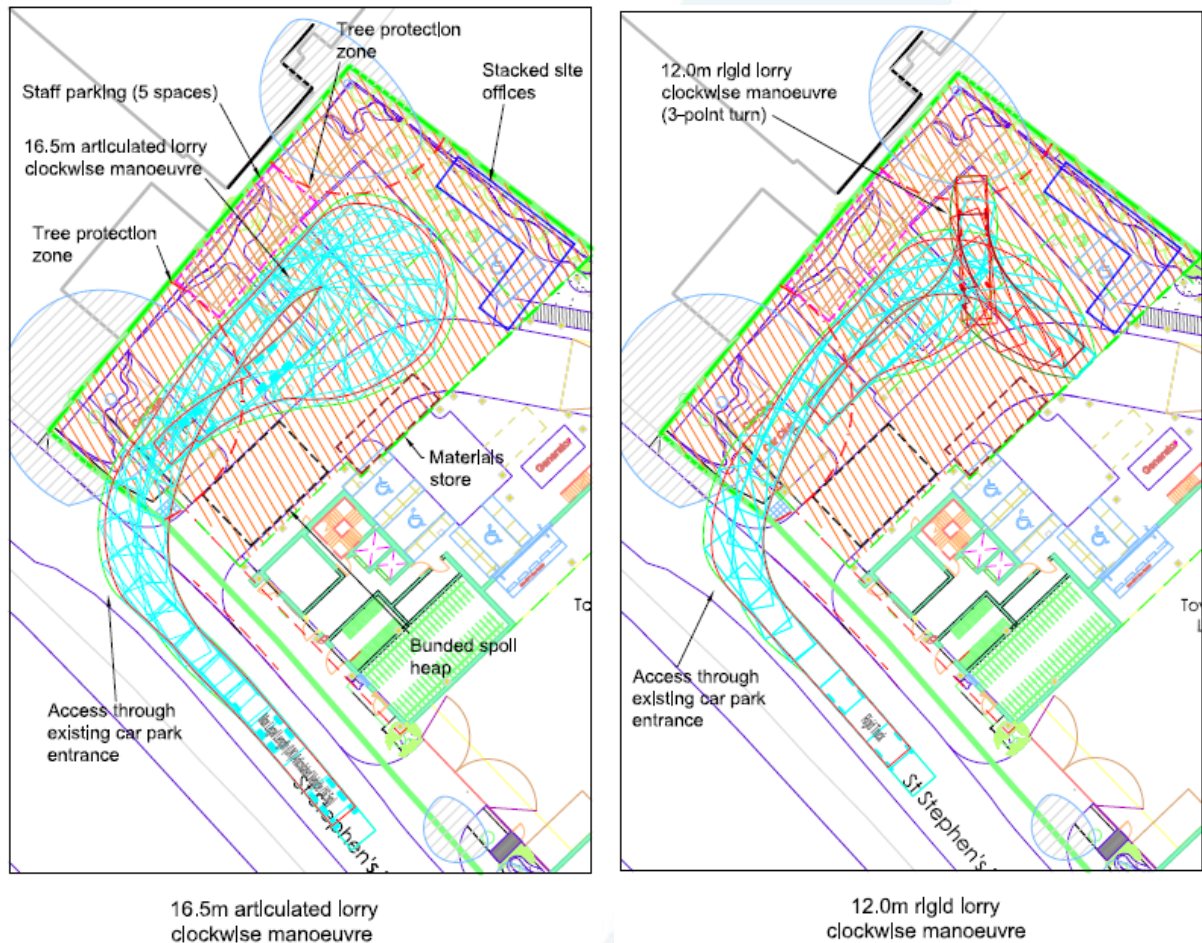 Tree protection
zone
Staff parking (5 spaces)
Stacked site
offices
16.5m articulated lorry
clockwise manoeuvre
Tree protection
zone
Generator
Materials
store
Bunded spoil
heap
Access through
existing car park
entrance
St Stephen's
16.5m articulated lorry
clockwise manoeuvre
12.0m rigid lorry
clockwise manoeuvre
(3-point turn)
Generator
Access through
existing car park
entrance
Rigid Truck
St Stephen's
12.0m rigid lorry
clockwise manoeuvre